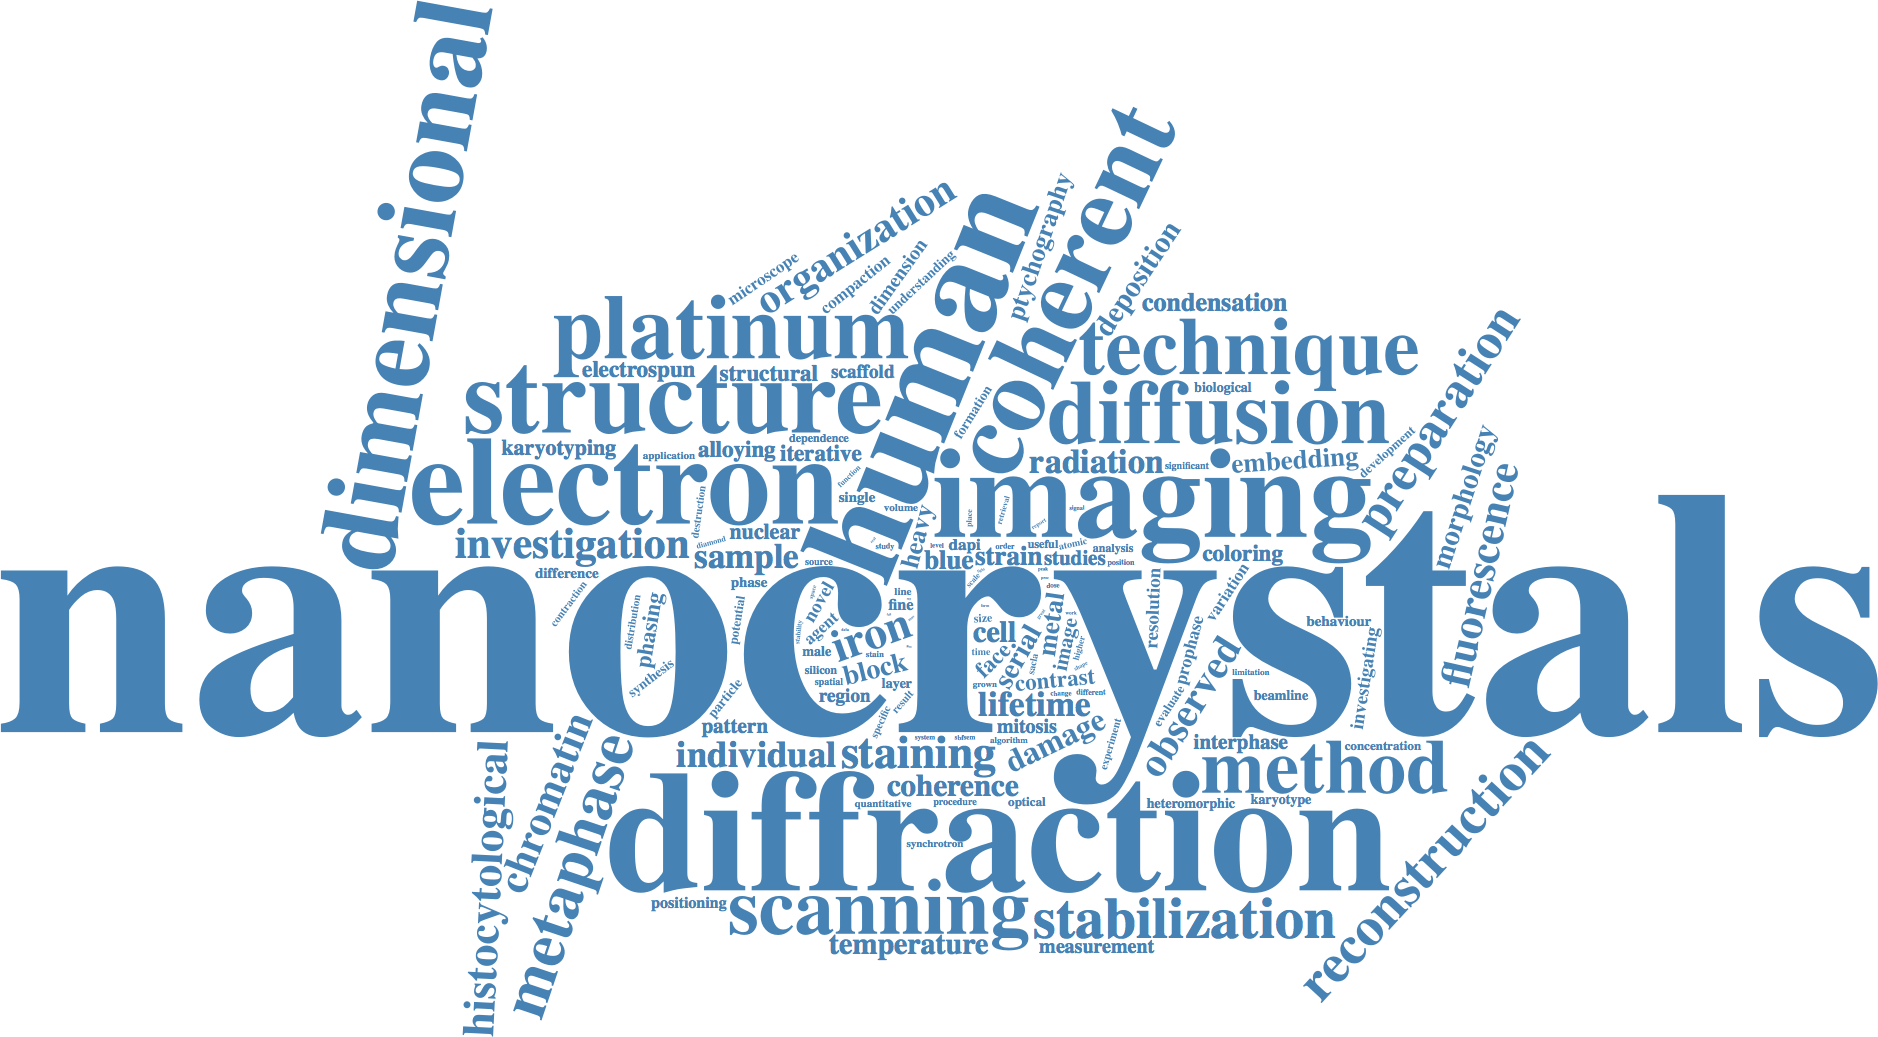 dimensional
coherent
human
ptychography
organization
microscope
compaction
dimension
understanding
deposition
condensation
platinum
technique
preparation
electrospun
structural
scaffold
structure
formation
diffusion
biological
karyotyping
application
alloying
dependence
iterative
radiation
significant
embedding
development
morphology
fluorescence
electron
function
single
volume
imaging
place
retrieval
report
signal
destruction
investigation
nuclear
diamond
sample
source
study
heavy
level
dapi
order
useful
atomic
analysis
position
blue
strain
studies
coloring
nanocrystals
difference
phase
contraction
distribution
phasing
synthesis
potential
particle
novel
agent
stability
male
iron
stain
line
fine
silicon
spatial
block
layer
region
result
specific
scale
dose
size
cell
time
face
grown
serial
sacla
metal
image
work
higher
shape
contrast
change
different
resolution
variation
prophase
evaluate
observed
limitation
behaviour
beamline
investigating
lifetime
mitosis
pattern
system
algorithm
damage
experiment
individual
staining
interphase
method
concentration
coherence
quantitative
procedure
optical
heteromorphic
karyotype
chromatin
histocytological
metaphase
diffraction
synchrotron
reconstruction
positioning
scanning
stabilization
temperature
measurement